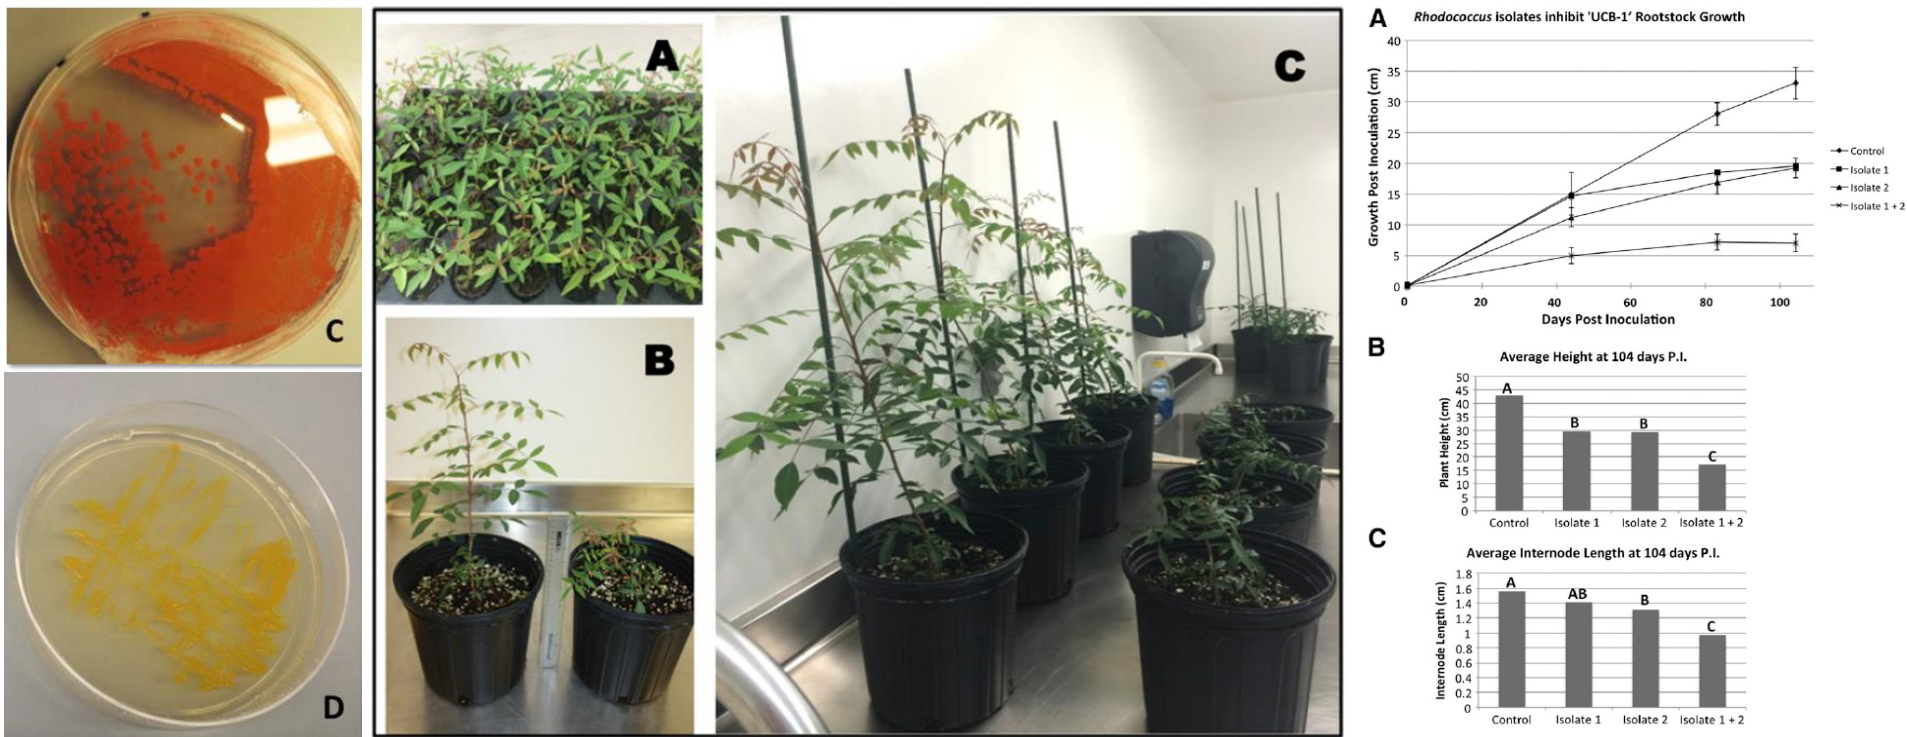 C
D
A
B
C
A
Rhodococcus isolates inhibit 'UCB-1' Rootstock Growth
Growth Post Inoculation (cm)
40
35
30
25
20
15
10
5
0
0 20 40 60 80 100
Days Post Inoculation
Control
Isolate 1
Isolate 2
Isolate 1 + 2
B
Average Height at 104 days P.I.
Plant Height (cm)
50
45
40
35
30
25
20
15
10
5
0
A
B
B
C
Control Isolate 1 Isolate 2 Isolate 1 + 2
C
Average Internode Length at 104 days P.I.
Internode Length (cm)
1.8
1.6
1.4
1.2
1
0.8
0.6
0.4
0.2
0
A
AB
B
C
Control Isolate 1 Isolate 2 Isolate 1 + 2